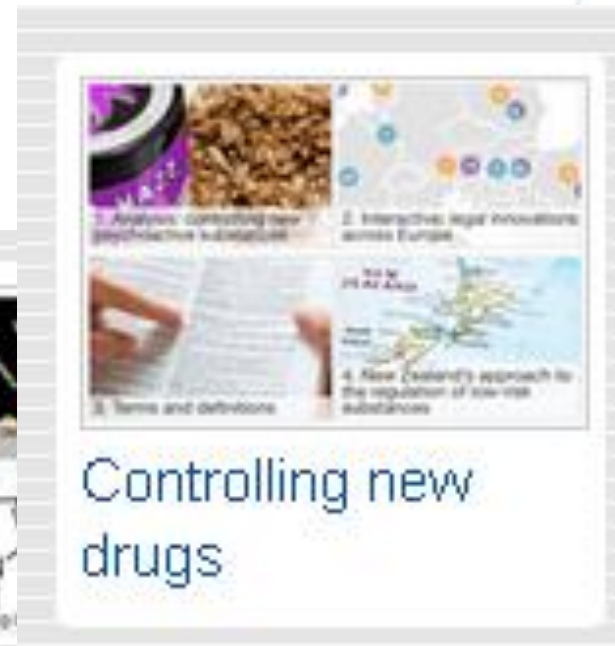 1. Analysis: controlling new
psychoactive substances
2. Interactive: legal innovations
across Europe
3. Terms and definitions
4. New Zealand's approach to
the regulation of low-risk
substances
Controlling new
drugs